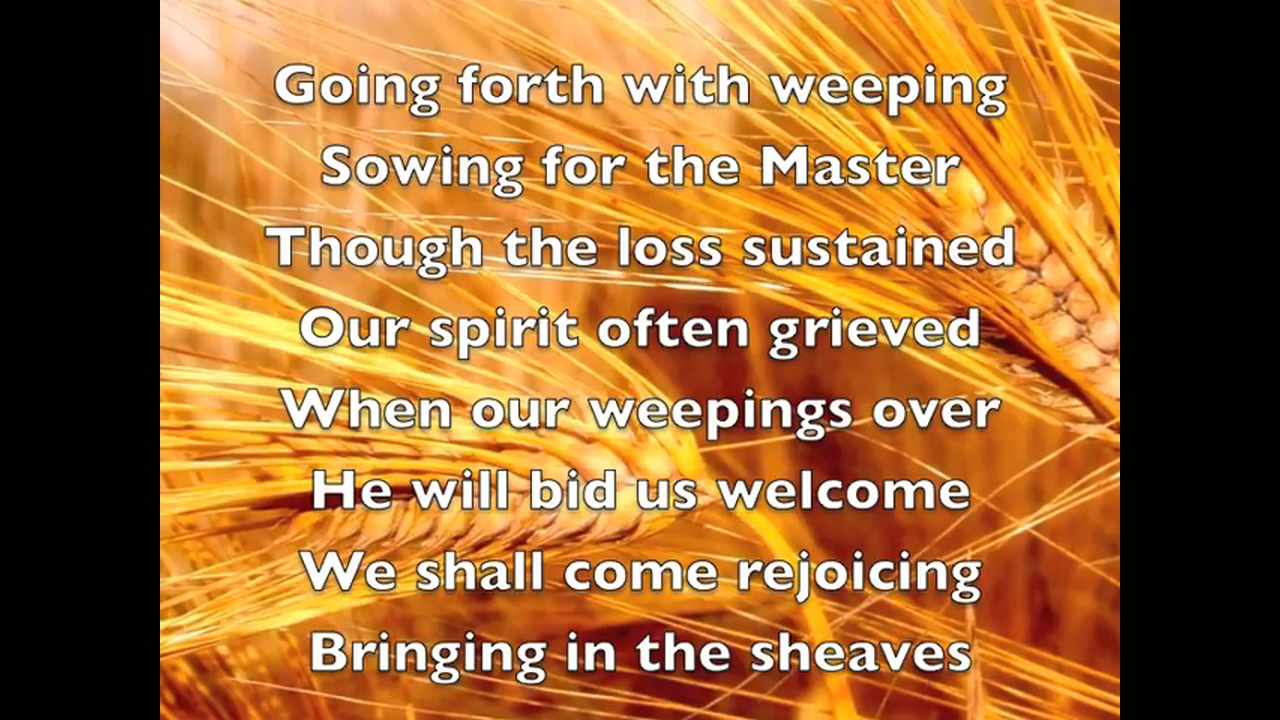 Going forth with weeping
Sowing for the Master
Though the loss sustained
Our spirit often grieved
When our weepings over
He will bid us welcome
We shall come rejoicing
Bringing in the sheaves